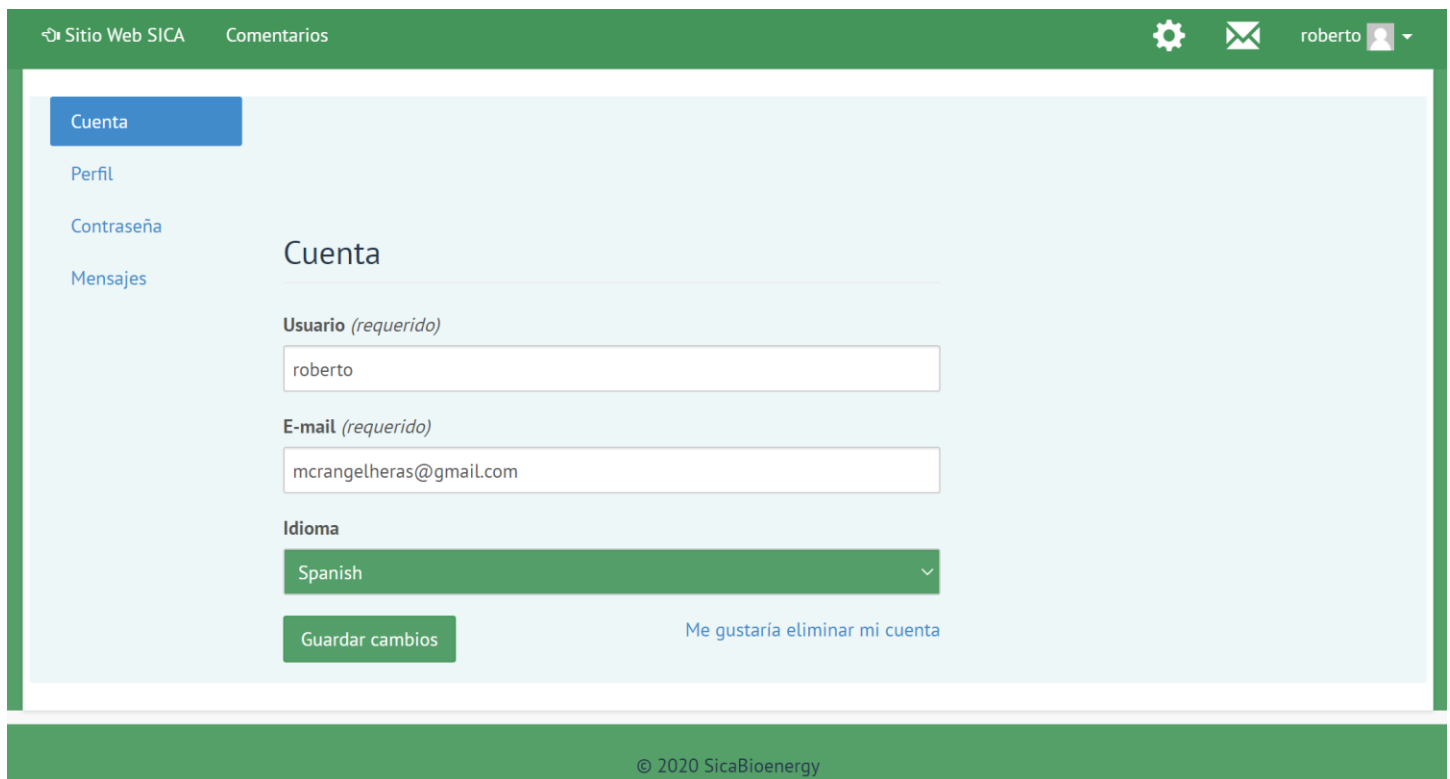 Sitio Web SICA Comentarios roberto
Cuenta
Perfil
Contraseña
Mensajes
Cuenta
Usuario (requerido)
roberto
E-mail (requerido)
mcrangelheras@gmail.com
Idioma
Spanish
Guardar cambios Me gustaría eliminar mi cuenta
© 2020 SicaBioenergy